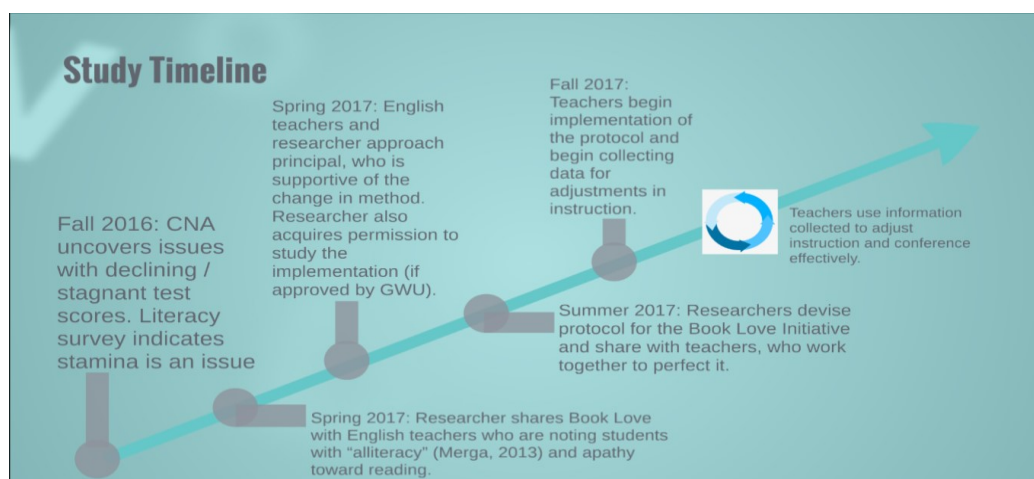 Study Timeline
Fall 2016: CNA
uncovers issues
with declining /
stagnant test
scores. Literacy
survey indicates
stamina is an issue
Spring 2017: Researcher shares Book Love
with English teachers who are noting students
with “alliteracy” (Merga, 2013) and apathy
toward reading.
Spring 2017: English
teachers and
researcher approach
principal, who is
supportive of the
change in method.
Researcher also
acquires permission to
study the
implementation (if
approved by GWU).
Summer 2017: Researchers devise
protocol for the Book Love Initiative
and share with teachers, who work
together to perfect it.
Fall 2017:
Teachers begin
implementation of
the protocol and
begin collecting
data for
adjustments in
instruction.
Teachers use information
collected to adjust
instruction and conference
effectively.